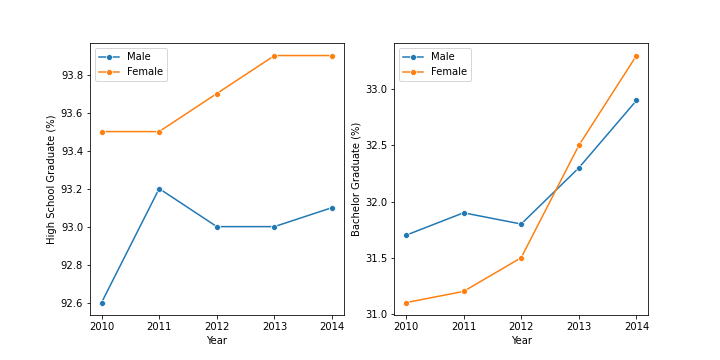 Male
Female
93.8
93.6
93.4
93.2
93.0
92.8
92.6
High School Graduate (%)
2010 2011 2012 2013 2014
Year
Male
Female
33.0
32.5
32.0
31.5
31.0
Bachelor Graduate (%)
2010 2011 2012 2013 2014
Year